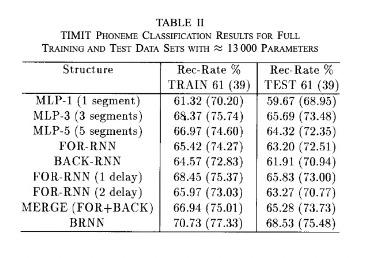 TABLE II
TIMIT PHONEME CLASSIFICATION RESULTS FOR FULL
TRAINING AND TEST DATA SETS WITH ≈ 13 000 PARAMETERS
Structure Rec-Rate % Rec-Rate %
TRAIN 61 (39) TEST 61 (39)
MLP-1 (1 segment) 61.32 (70.20) 59.67 (68.95)
MLP-3 (3 segments) 68.37 (75.74) 65.69 (73.48)
MLP-5 (5 segments) 66.97 (74.60) 64.32 (72.35)
FOR-RNN 65.42 (74.27) 63.20 (72.51)
BACK-RNN 64.57 (72.83) 61.91 (70.94)
FOR-RNN (1 delay) 68.45 (75.37) 65.83 (73.00)
FOR-RNN (2 delay) 65.97 (73.03) 63.27 (70.77)
MERGE (FOR+BACK) 66.94 (75.01) 65.28 (73.73)
BRNN 70.73 (77.33) 68.53 (75.48)